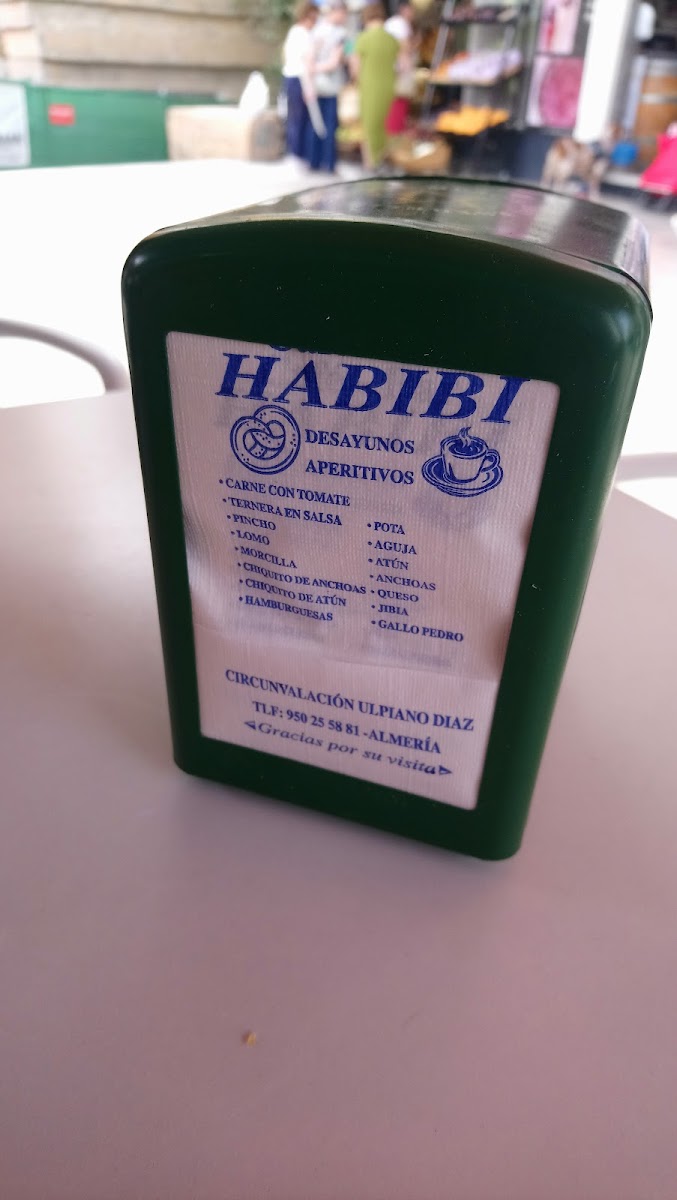 HABIBI
DESAYUNOS
APERITIVOS
• CARNE CON TOMATE
• TERNERA EN SALSA
• PINCHO
• LOMO
• MORCILLA
• CHIQUITO DE ANCHOAS
• CHIQUITO DE ATÚN
• HAMBURGUESAS
• POTA
• AGUJA
• ATÚN
• ANCHOAS
• QUESO
• JIBIA
• GALLO PEDRO
CIRCUNVALACIÓN ULPIANO DIAZ
TLF: 950 25 58 81 - ALMERÍA
Gracias por su visita